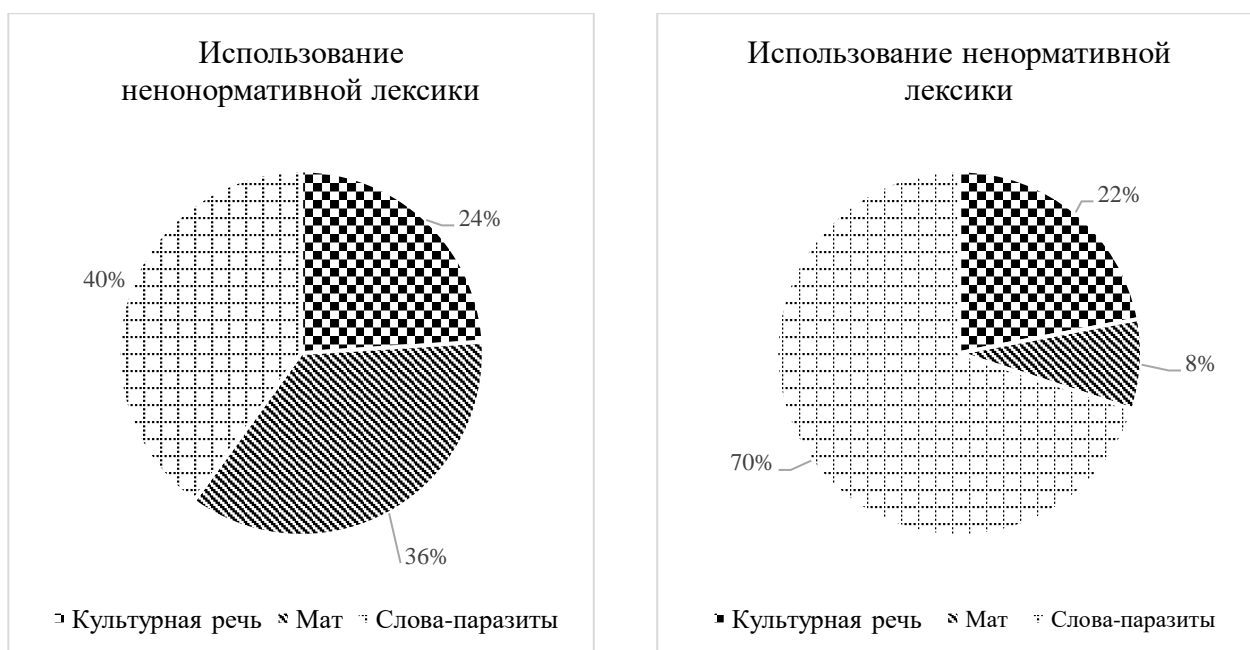 Использование
ненонормативной лексики
24%
40%
36%
Культурная речь Мат Слова-паразиты
Использование ненормативной
лексики
22%
8%
70%
Культурная речь Мат Слова-паразиты